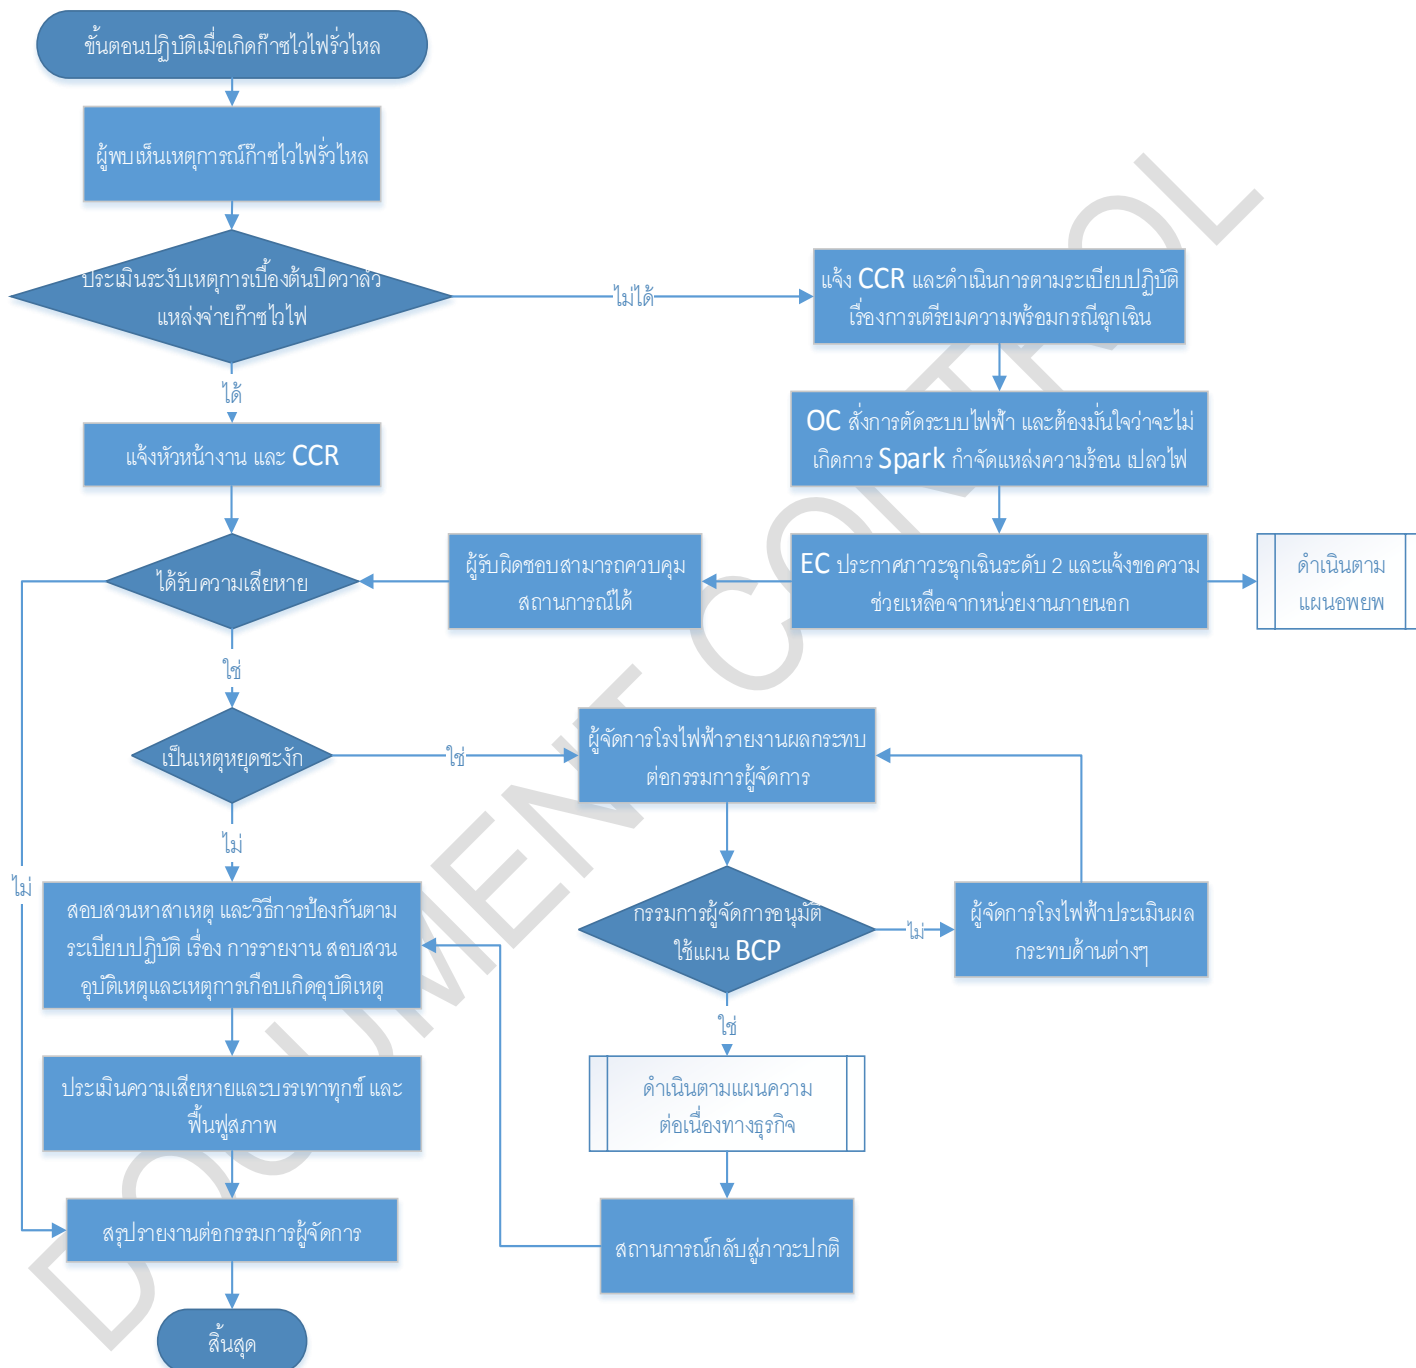 ขั้นตอนปฏิบัติเมื่อเกิดก๊าซไวไฟรั่วไหล
ผู้พบเห็นเหตุการณ์ก๊าซไวไฟรั่วไหล
ประเมินระงับเหตุการเบื้องต้นปิดวาล์ว
แหล่งจ่ายก๊าซไวไฟ
ไม่ได้
แจ้ง CCR และดำเนินการตามระเบียบปฏิบัติ
เรื่องการเตรียมความพร้อมกรณีฉุกเฉิน
ได้
OC สั่งการตัดระบบไฟฟ้า และต้องมั่นใจว่าจะไม่
เกิดการ Spark กำจัดแหล่งความร้อน เปลวไฟ
แจ้งหัวหน้างาน และ CCR
ได้รับความเสียหาย
ผู้รับผิดชอบสามารถควบคุม
สถานการณ์ได้
EC ประกาศภาวะฉุกเฉินระดับ 2 และแจ้งขอความ
ช่วยเหลือจากหน่วยงานภายนอก
ดำเนินตาม
แผนอพยพ
ใช่
เป็นเหตุหยุดชะงัก
ใช่
ผู้จัดการโรงไฟฟ้ารายงานผลกระทบ
ต่อกรรมการผู้จัดการ
ไม่
ไม่
สอบสวนหาสาเหตุ และวิธีการป้องกันตาม
ระเบียบปฏิบัติ เรื่อง การรายงาน สอบสวน
อุบัติเหตุและเหตุการเกือบเกิดอุบัติเหตุ
กรรมการผู้จัดการอนุมัติ
ใช้แผน BCP
ไม่
ผู้จัดการโรงไฟฟ้าประเมินผล
กระทบด้านต่างๆ
ใช่
ประเมินความเสียหายและบรรเทาทุกข์ และ
ฟื้นฟูสภาพ
ดำเนินตามแผนความ
ต่อเนื่องทางธุรกิจ
สรุปรายงานต่อกรรมการผู้จัดการ
สถานการณ์กลับสู่ภาวะปกติ
สิ้นสุด
DOCUMENT CONTROL